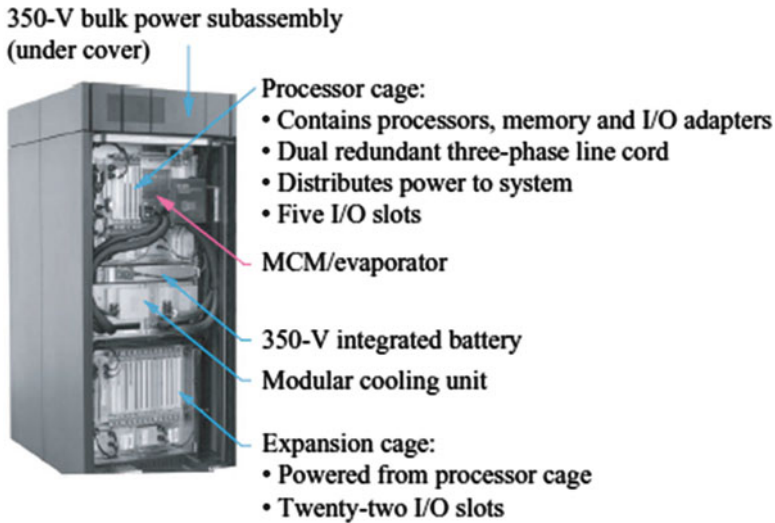 350-V bulk power subassembly
(under cover)
Processor cage:
• Contains processors, memory and I/O adapters
• Dual redundant three-phase line cord
• Distributes power to system
• Five I/O slots
MCM/evaporator
350-V integrated battery
Modular cooling unit
Expansion cage:
• Powered from processor cage
• Twenty-two I/O slots